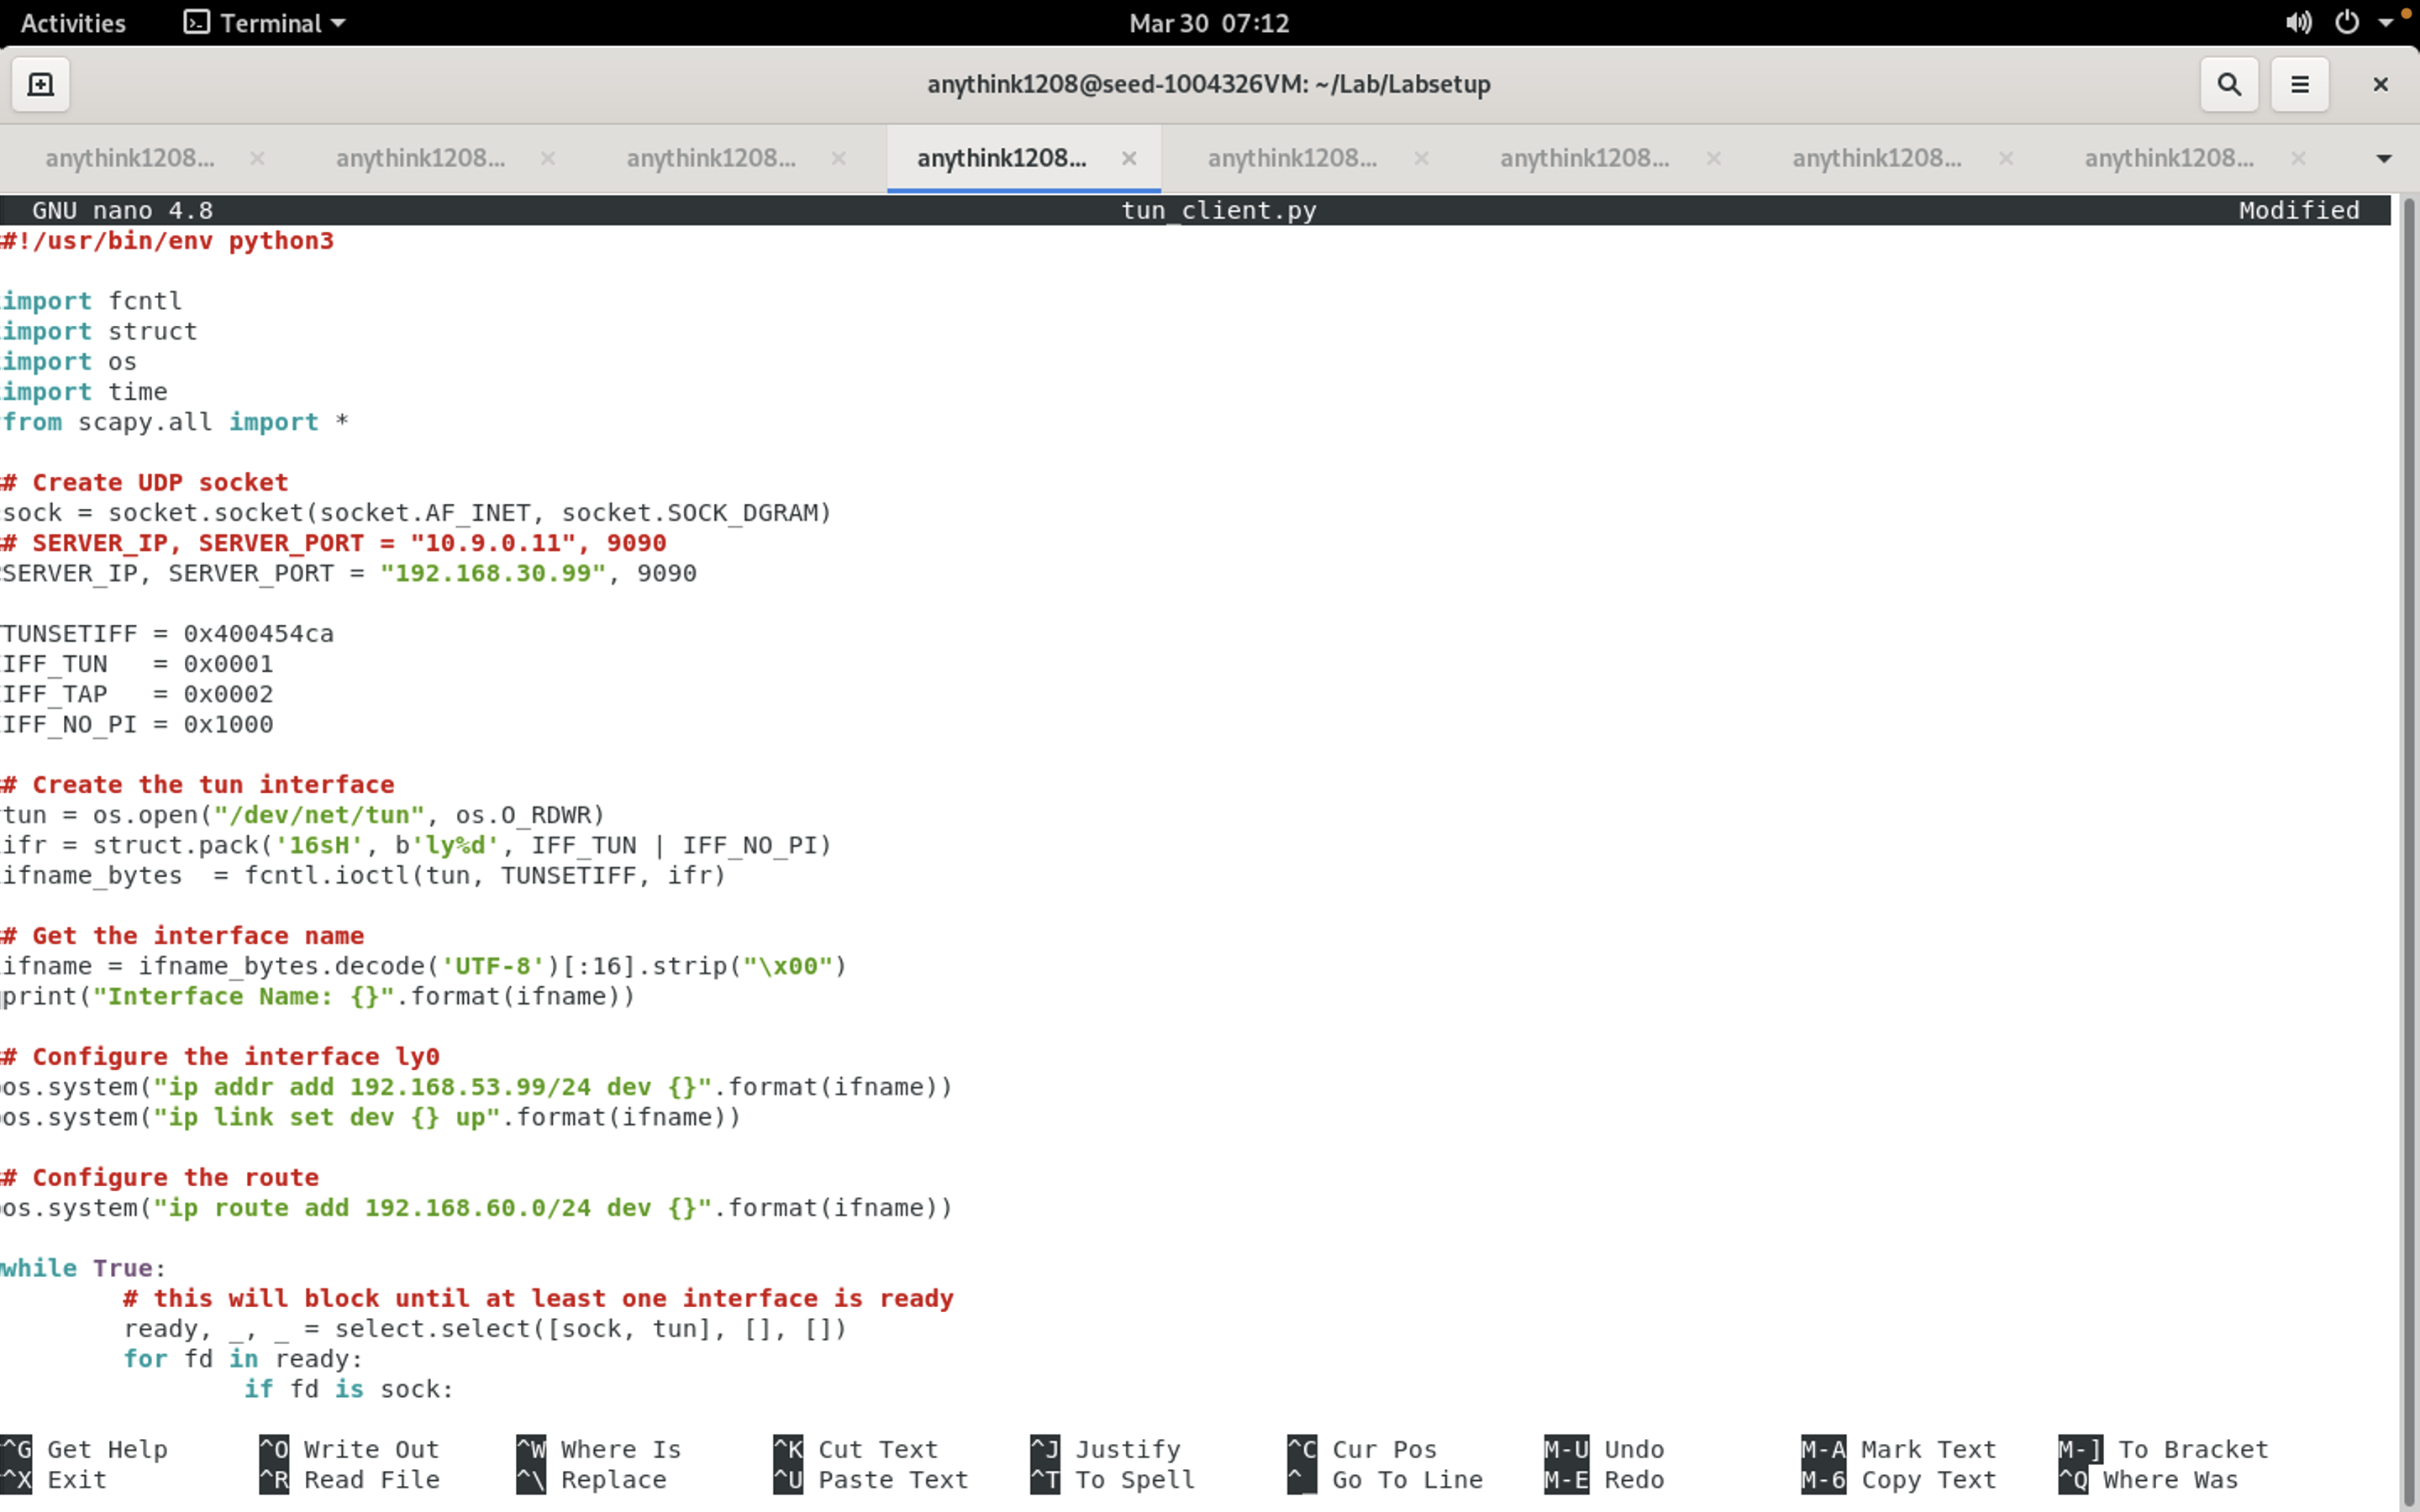 Activities Terminal Mar 30 07:12
anythink1208@seed-1004326VM: ~/Lab/Labsetup
anythink1208... anythink1208... anythink1208... anythink1208... anythink1208... anythink1208... anythink1208... anythink1208...
GNU nano 4.8 tun_client.py Modified
#!/usr/bin/env python3
import fcntl
import struct
import os
import time
from scapy.all import *
# Create UDP socket
sock = socket.socket(socket.AF_INET, socket.SOCK_DGRAM)
# SERVER_IP, SERVER_PORT = "10.9.0.11", 9090
SERVER_IP, SERVER_PORT = "192.168.30.99", 9090
TUNSETIFF = 0x400454ca
IFF_TUN   = 0x0001
IFF_TAP   = 0x0002
IFF_NO_PI = 0x1000
# Create the tun interface
tun = os.open("/dev/net/tun", os.O_RDWR)
ifr = struct.pack('16sH', b'ly%d', IFF_TUN | IFF_NO_PI)
ifname_bytes  = fcntl.ioctl(tun, TUNSETIFF, ifr)
# Get the interface name
ifname = ifname_bytes.decode('UTF-8')[:16].strip("\x00")
print("Interface Name: {}".format(ifname))
# Configure the interface ly0
os.system("ip addr add 192.168.53.99/24 dev {}".format(ifname))
os.system("ip link set dev {} up".format(ifname))
# Configure the route
os.system("ip route add 192.168.60.0/24 dev {}".format(ifname))
while True:
        # this will block until at least one interface is ready
        ready, _, _ = select.select([sock, tun], [], [])
        for fd in ready:
                if fd is sock:
^G Get Help ^O Write Out ^W Where Is ^K Cut Text ^J Justify ^C Cur Pos M-U Undo M-A Mark Text M-] To Bracket
^X Exit ^R Read File ^\ Replace ^U Paste Text ^T To Spell ^_ Go To Line M-E Redo M-6 Copy Text ^Q Where Was